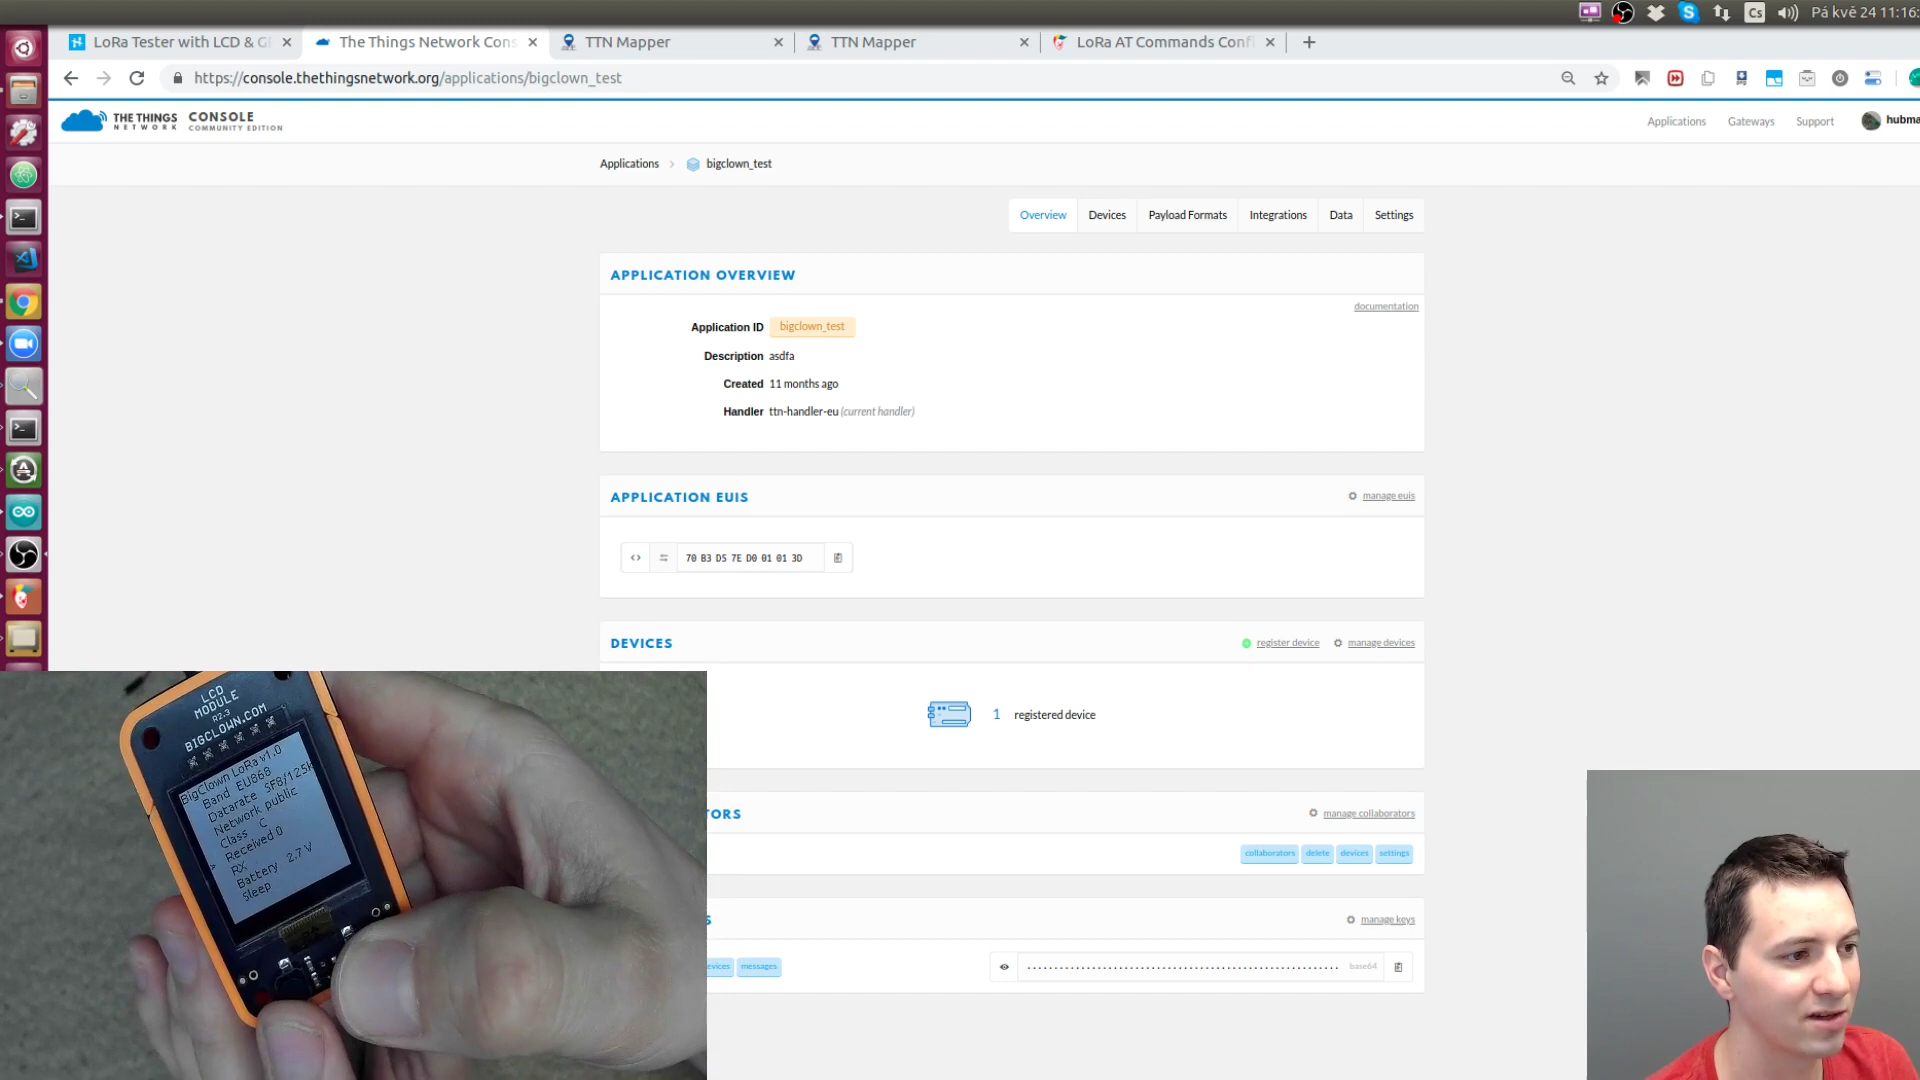 Cs
Pá kvě 24 11:16:
LoRa Tester with LCD & G
The Things Network Cons
TTN Mapper
TTN Mapper
LoRa AT Commands Confi
https://console.thethingsnetwork.org/applications/bigclown_test
THE THINGS
NETWORK
CONSOLE
COMMUNITY EDITION
Applications
Gateways
Support
hubma
Applications
bigclown_test
Overview
Devices
Payload Formats
Integrations
Data
Settings
APPLICATION OVERVIEW
documentation
Application ID bigclown_test
Description asdfa
Created 11 months ago
Handler ttn-handler-eu (current handler)
APPLICATION EUIS
manage euis
70 B3 D5 7E D0 01 01 3D
DEVICES
register device
manage devices
1 registered device
TORS
manage collaborators
collaborators
delete
devices
settings
S
manage keys
evices
messages
base64
LCD
MODULE
R2.3
BIGCLOWN.COM
BigClown LoRa v1.0
Band EU868
Datarate SF8/125k
Network public
Class C
Received 0
RX
Battery 2.7 V
Sleep